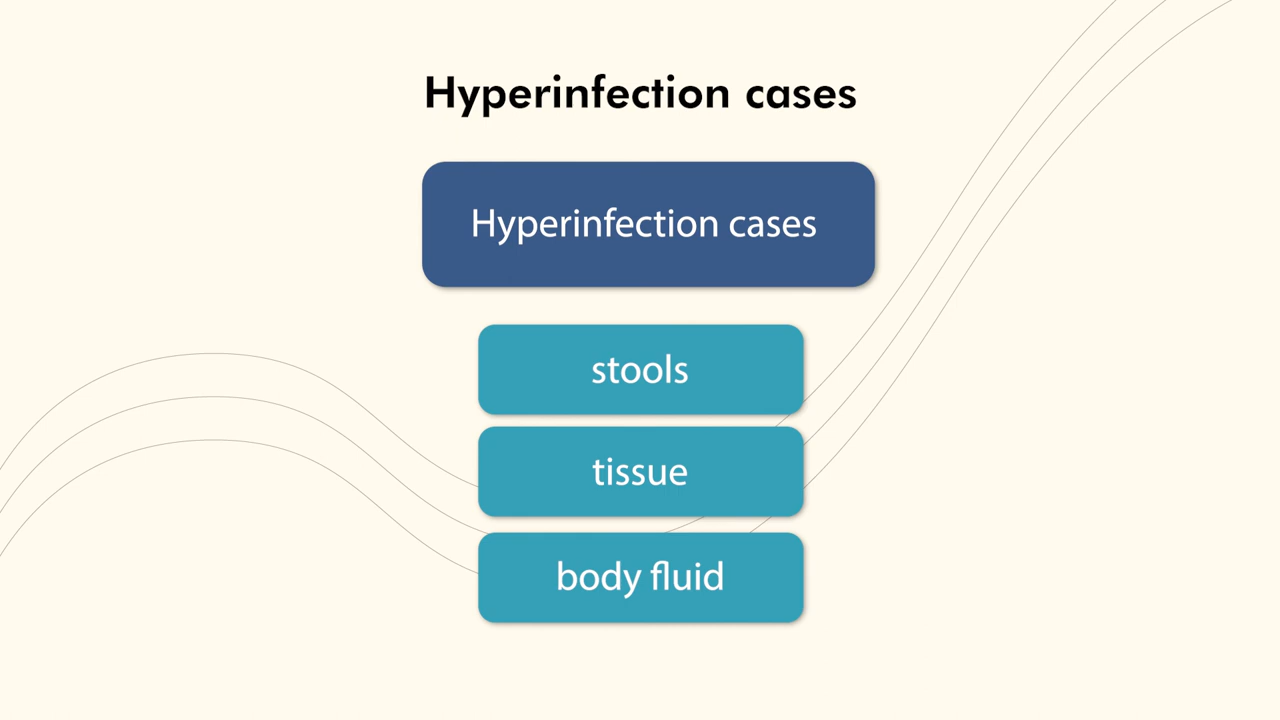 Hyperinfection cases
Hyperinfection cases
stools
tissue
body fluid